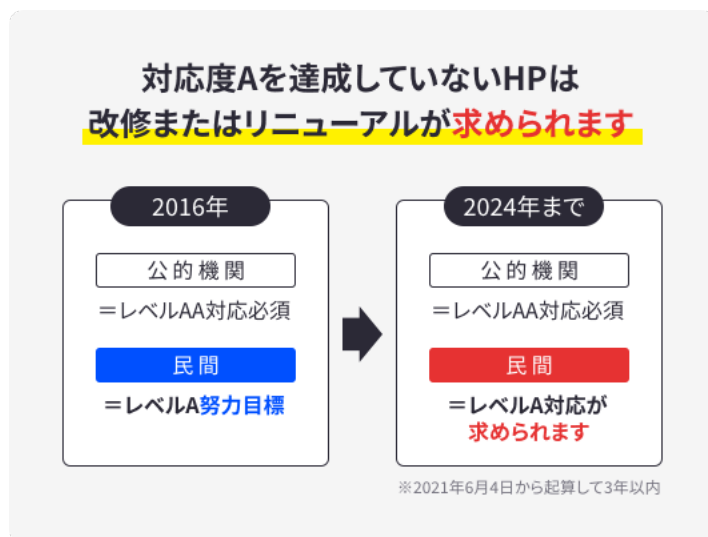 対応度Aを達成していないHPは
改修またはリニューアルが求められます
2016年
公的機関
＝レベルAA対応必須
民間
＝レベルA努力目標
2024年まで
公的機関
＝レベルAA対応必須
民間
＝レベルA対応が
求められます
※2021年6月4日から起算して3年以内